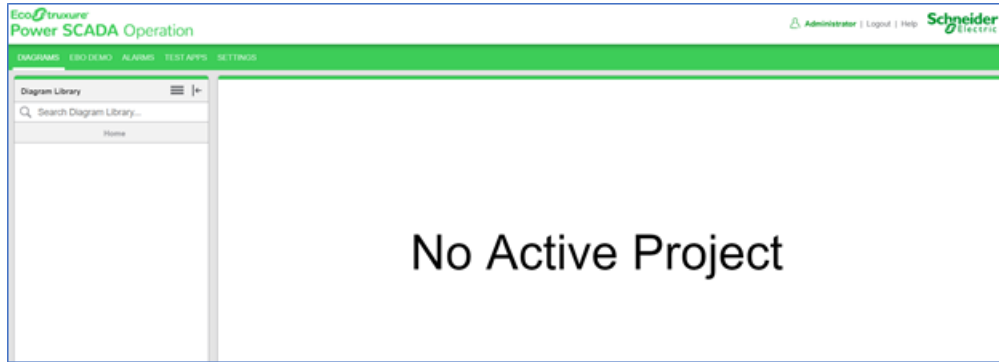 EcoStruxure
Power SCADA Operation
Administrator | Logout | Help
Schneider
Electric
DIAGRAMS EBO DEMO ALARMS TEST APPS SETTINGS
Diagram Library
Search Diagram Library...
Home
No Active Project